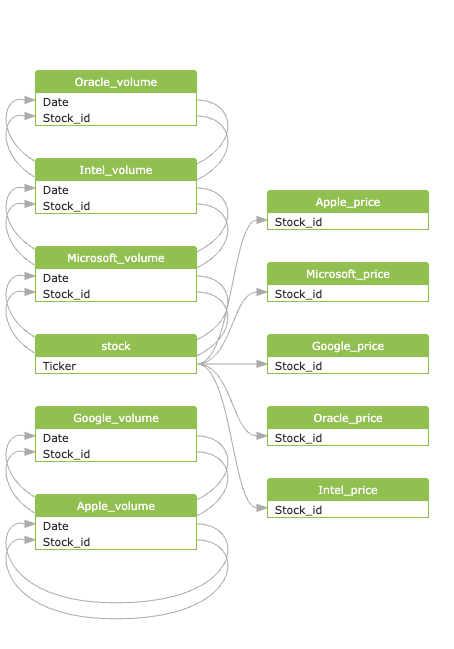 Oracle_volume
Date
Stock_id
Intel_volume
Date
Stock_id
Microsoft_volume
Date
Stock_id
stock
Ticker
Google_volume
Date
Stock_id
Apple_volume
Date
Stock_id
Apple_price
Stock_id
Microsoft_price
Stock_id
Google_price
Stock_id
Oracle_price
Stock_id
Intel_price
Stock_id